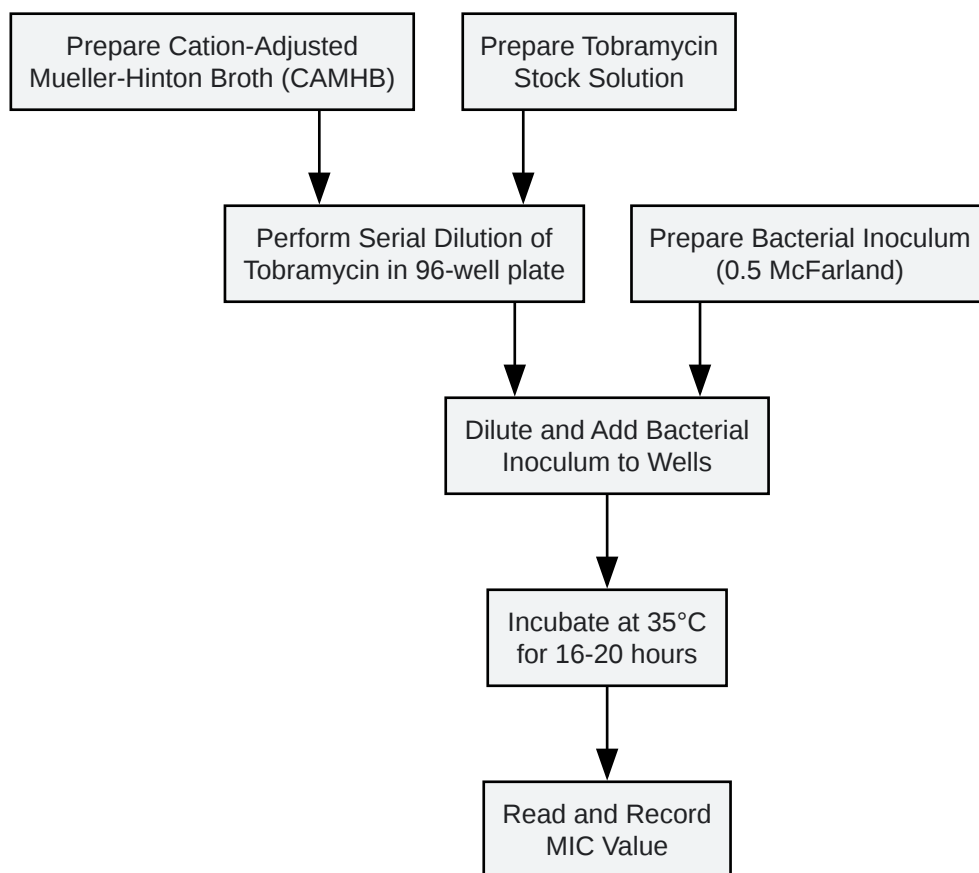 Prepare Cation-Adjusted
Mueller-Hinton Broth (CAMHB)
Prepare Tobramycin
Stock Solution
Perform Serial Dilution of
Tobramycin in 96-well plate
Prepare Bacterial Inoculum
(0.5 McFarland)
Dilute and Add Bacterial
Inoculum to Wells
Incubate at 35°C
for 16-20 hours
Read and Record
MIC Value